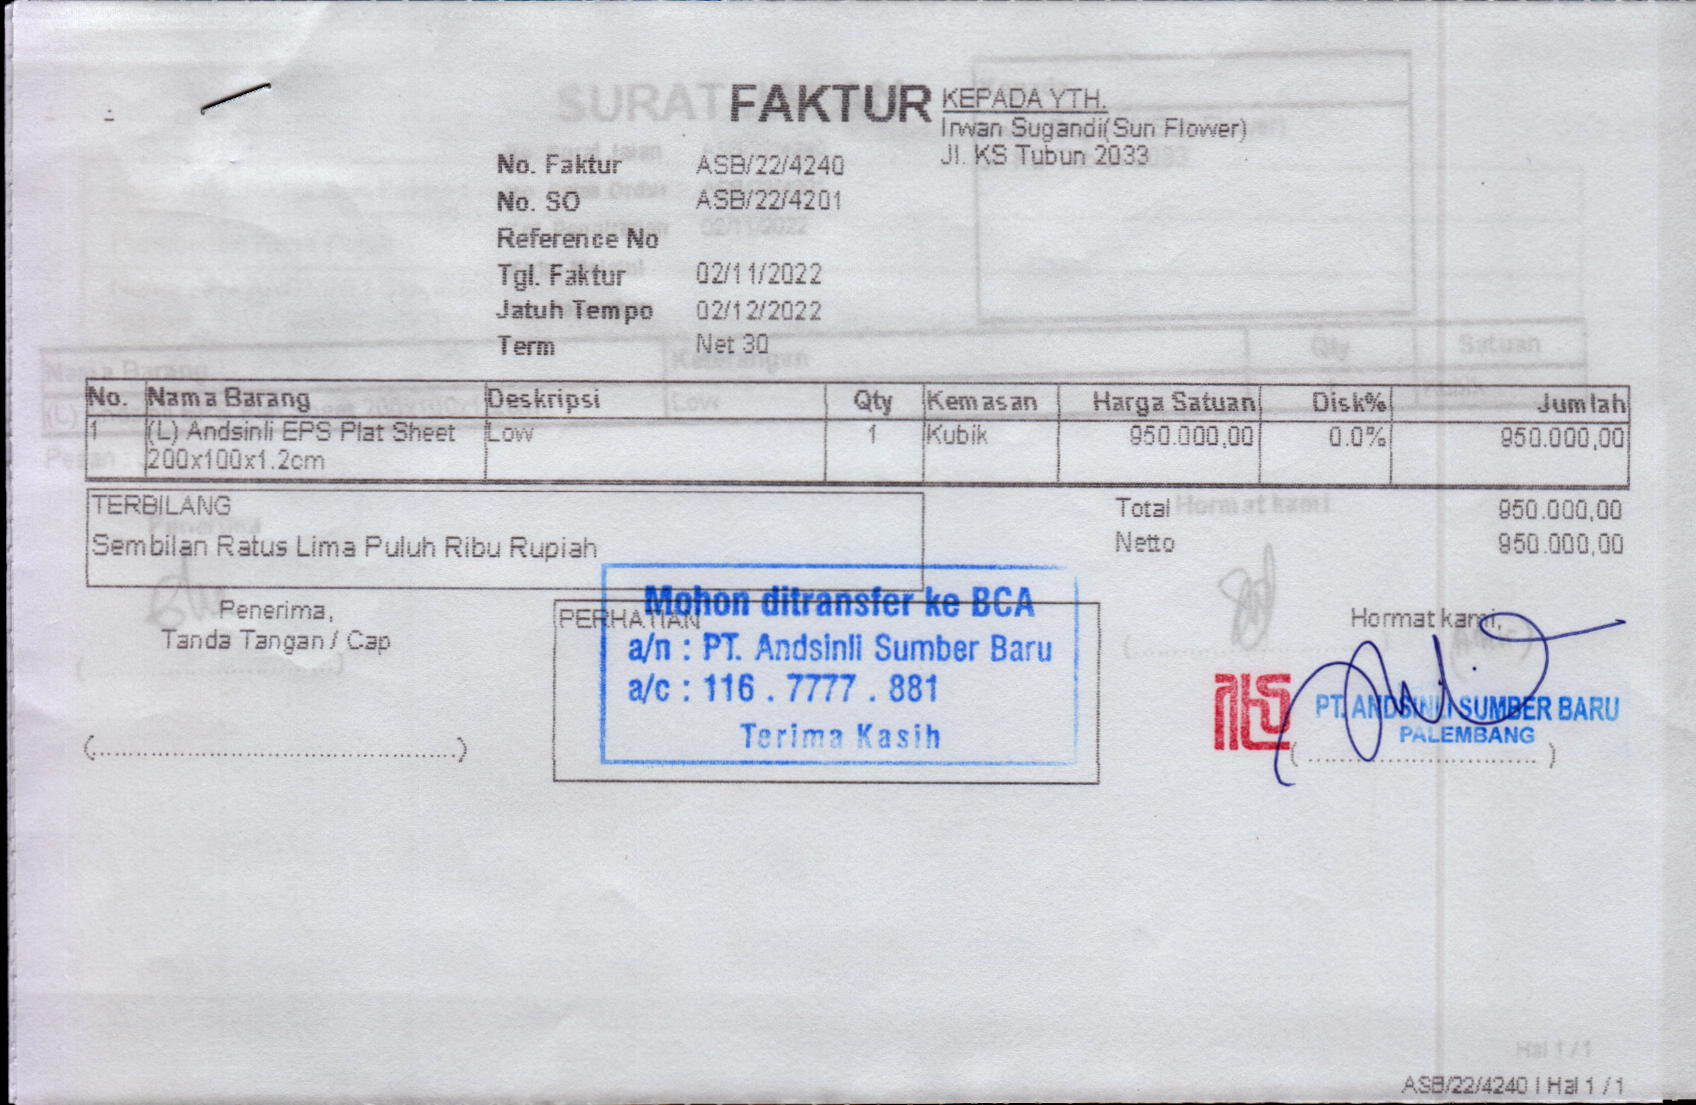 FAKTUR
KEPADA YTH.
Irwan Sugandi(Sun Flower)
Jl. KS Tubun 2033
No. Faktur ASB/22/4240
No. SO ASB/22/4201
Reference No
Tgl. Faktur 02/11/2022
Jatuh Tempo 02/12/2022
Term Net 30
No. Nama Barang Deskripsi Qty Kemasan Harga Satuan Disk% Jumlah
1 (L) Andsinli EPS Plat Sheet Low 1 Kubik 950.000,00 0.0% 950.000,00
200x100x1.2cm
TERBILANG
Sembilan Ratus Lima Puluh Ribu Rupiah
Total 950.000,00
Netto 950.000,00
Penerima,
Tanda Tangan / Cap
(.................................................)
PERHATIAN
Mohon ditransfer ke BCA
a/n : PT. Andsinli Sumber Baru
a/c : 116 . 7777 . 881
Terima Kasih
Hormat kami,
PT. ANDSINLI SUMBER BARU
PALEMBANG
( ............................... )
Hal 1 / 1
ASB/22/4240 | Hal 1 / 1